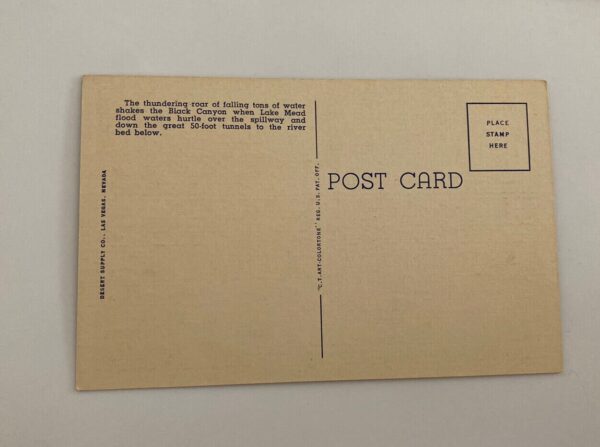 The thundering roar of falling tons of water
shakes the Black Canyon when Lake Mead
flood waters hurtle over the spillway and
down the great 50-foot tunnels to the river
bed below.
DESERT SUPPLY CO., LAS VEGAS, NEVADA
"C.T. ART-COLORTONE" REG. U.S. PAT. OFF.
POST CARD
PLACE
STAMP
HERE